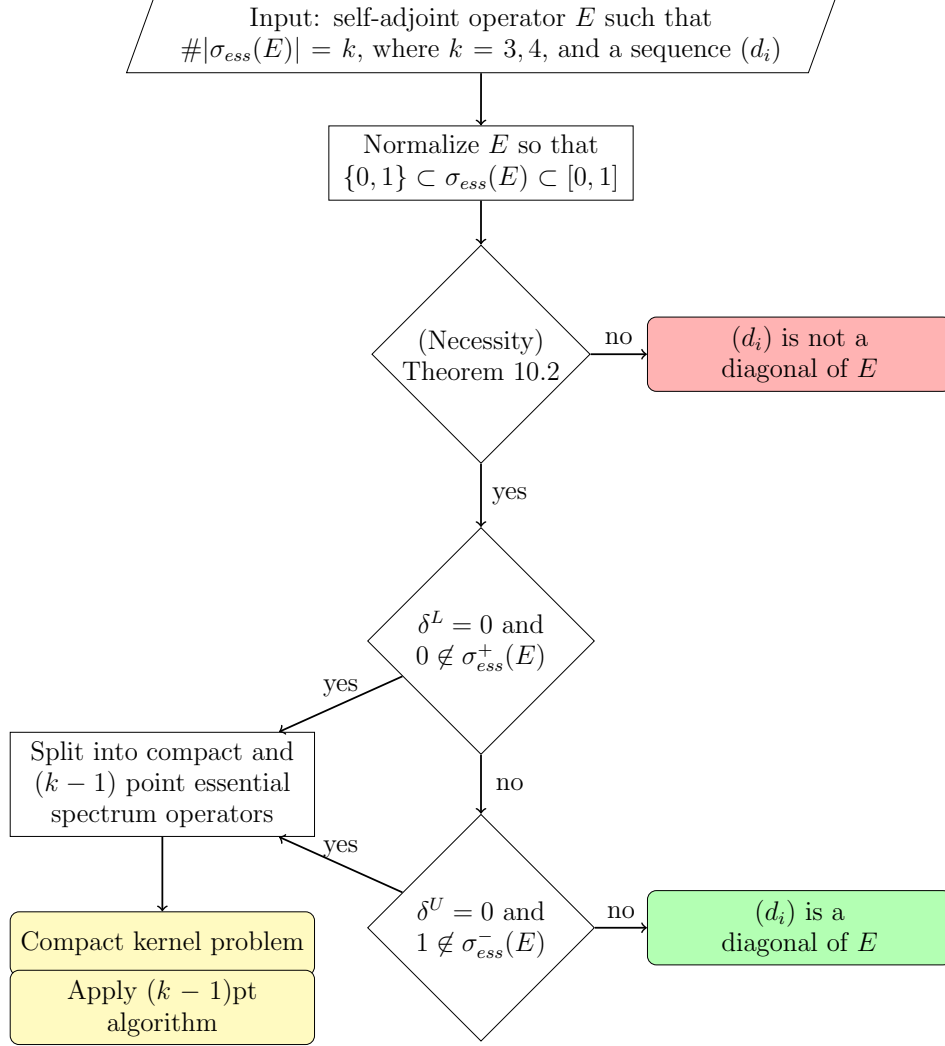 Input: self-adjoint operator E such that
#|σ_ess(E)| = k, where k = 3, 4, and a sequence (d_i)
Normalize E so that
{0, 1} ⊂ σ_ess(E) ⊂ [0, 1]
(Necessity)
Theorem 10.2
no
(d_i) is not a
diagonal of E
yes
δ^L = 0 and
0 ∉ σ_ess^+(E)
yes
no
Split into compact and
(k − 1) point essential
spectrum operators
yes
δ^U = 0 and
1 ∉ σ_ess^−(E)
no
(d_i) is a
diagonal of E
Compact kernel problem
Apply (k − 1)pt
algorithm